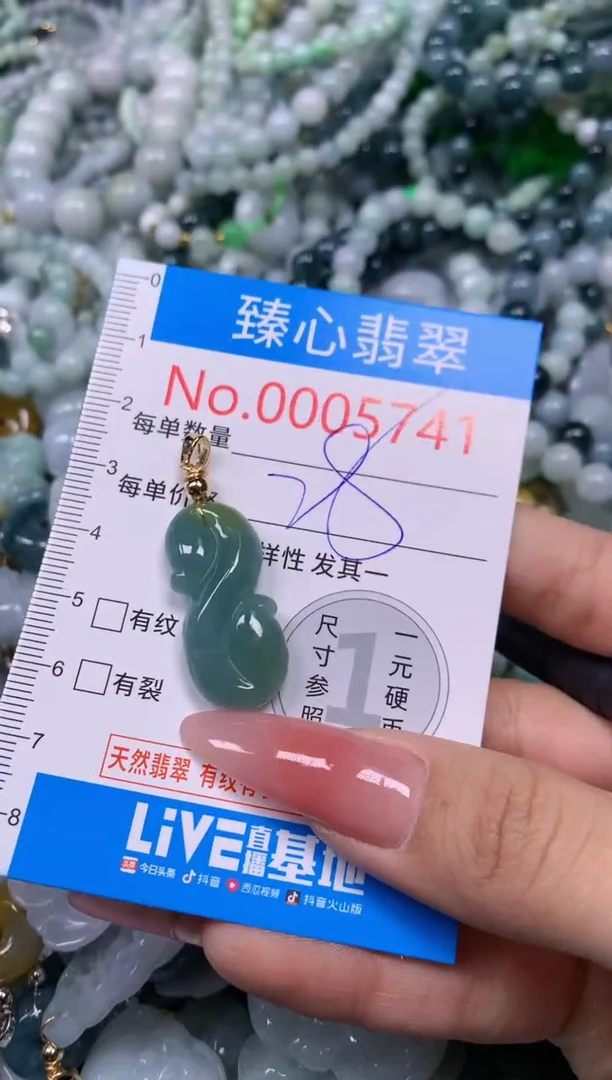 臻心翡翠
No.0005741
每单数量
每单价
28
样性 发其一
有纹
有裂
尺寸参照
一元硬
1
天然翡翠 有纹有
LiVE直播基地
头条 今日头条 抖音 西瓜视频 抖音火山版
0
1
2
3
4
5
6
7
8